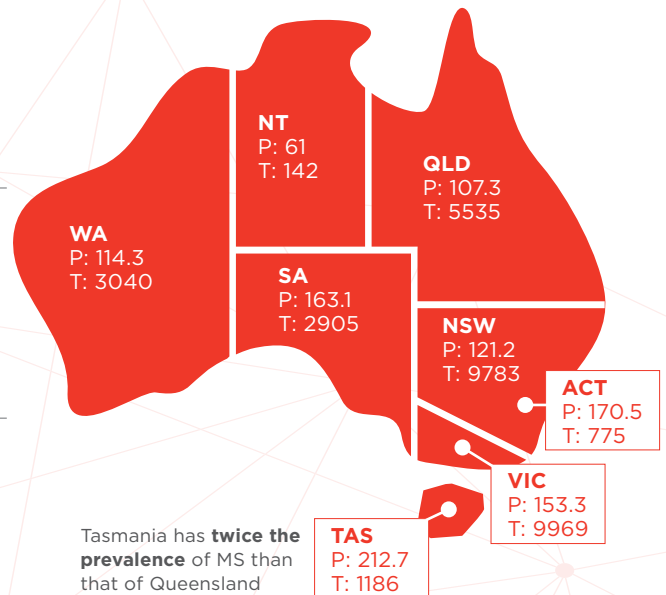 NT
P: 61
T: 142
QLD
P: 107.3
T: 5535
WA
P: 114.3
T: 3040
SA
P: 163.1
T: 2905
NSW
P: 121.2
T: 9783
ACT
P: 170.5
T: 775
VIC
P: 153.3
T: 9969
TAS
P: 212.7
T: 1186
Tasmania has twice the
prevalence of MS than
that of Queensland